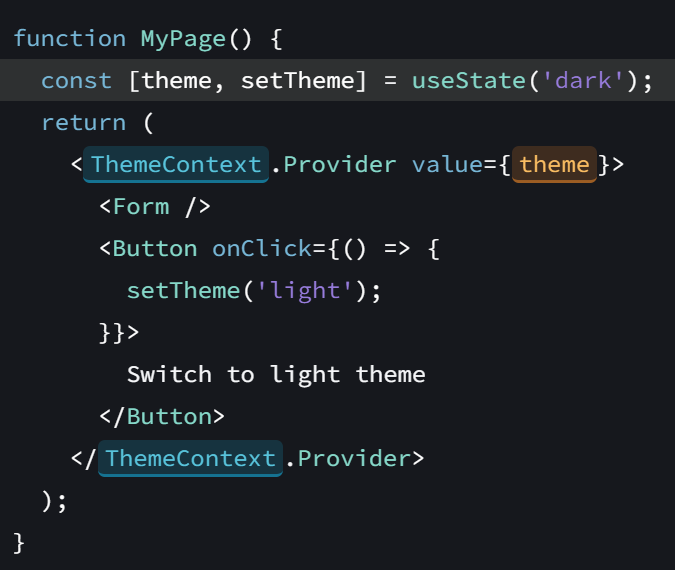 function MyPage() {
  const [theme, setTheme] = useState('dark');
  return (
    <ThemeContext.Provider value={theme}>
      <Form />
      <Button onClick={() => {
        setTheme('light');
      }}>
        Switch to light theme
      </Button>
    </ThemeContext.Provider>
  );
}